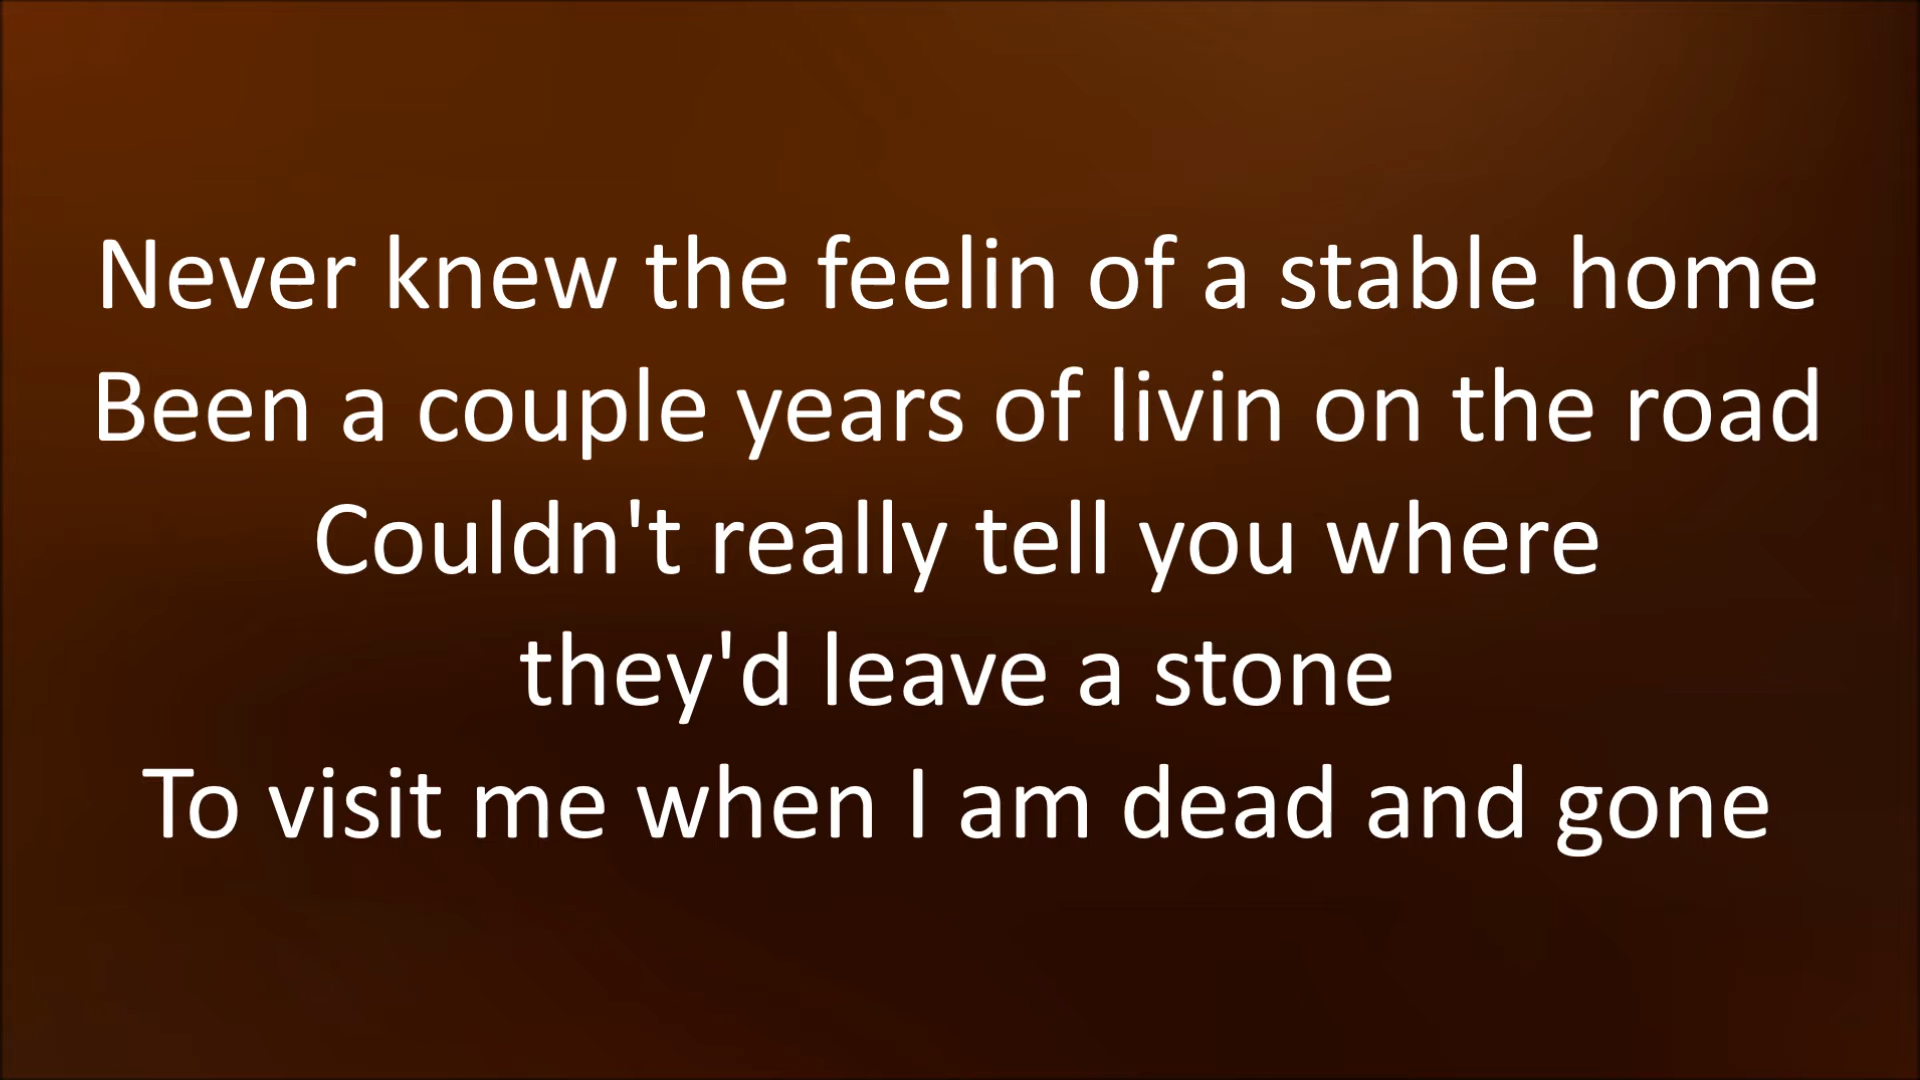 Never knew the feelin of a stable home
Been a couple years of livin on the road
Couldn't really tell you where
they'd leave a stone
To visit me when I am dead and gone